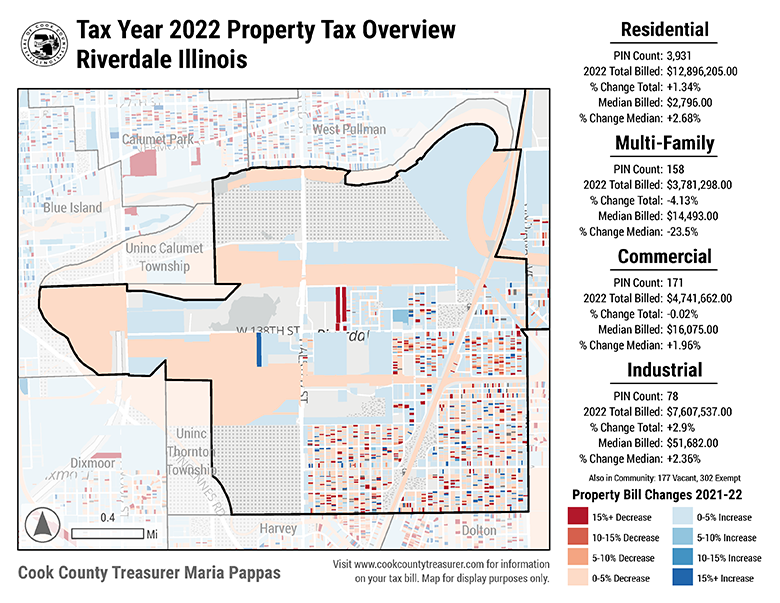 Tax Year 2022 Property Tax Overview
Riverdale Illinois
Calumet Park
West Pullman
Blue Island
Uninc Calumet
Township
W 138TH ST
Uninc
Thornton
Township
Dixmoor
Harvey
Dolton
0.4
Mi
Cook County Treasurer Maria Pappas
Visit www.cookcountytreasurer.com for information
on your tax bill. Map for display purposes only.
Residential
PIN Count: 3,931
2022 Total Billed: $12,896,205.00
% Change Total: +1.34%
Median Billed: $2,796.00
% Change Median: +2.68%
Multi-Family
PIN Count: 158
2022 Total Billed: $3,781,298.00
% Change Total: -4.13%
Median Billed: $14,493.00
% Change Median: -23.5%
Commercial
PIN Count: 171
2022 Total Billed: $4,741,662.00
% Change Total: -0.02%
Median Billed: $16,075.00
% Change Median: +1.96%
Industrial
PIN Count: 78
2022 Total Billed: $7,607,537.00
% Change Total: +2.9%
Median Billed: $51,682.00
% Change Median: +2.36%
Also in Community: 177 Vacant, 302 Exempt
Property Bill Changes 2021-22
15%+ Decrease
10-15% Decrease
5-10% Decrease
0-5% Decrease
0-5% Increase
5-10% Increase
10-15% Increase
15%+ Increase